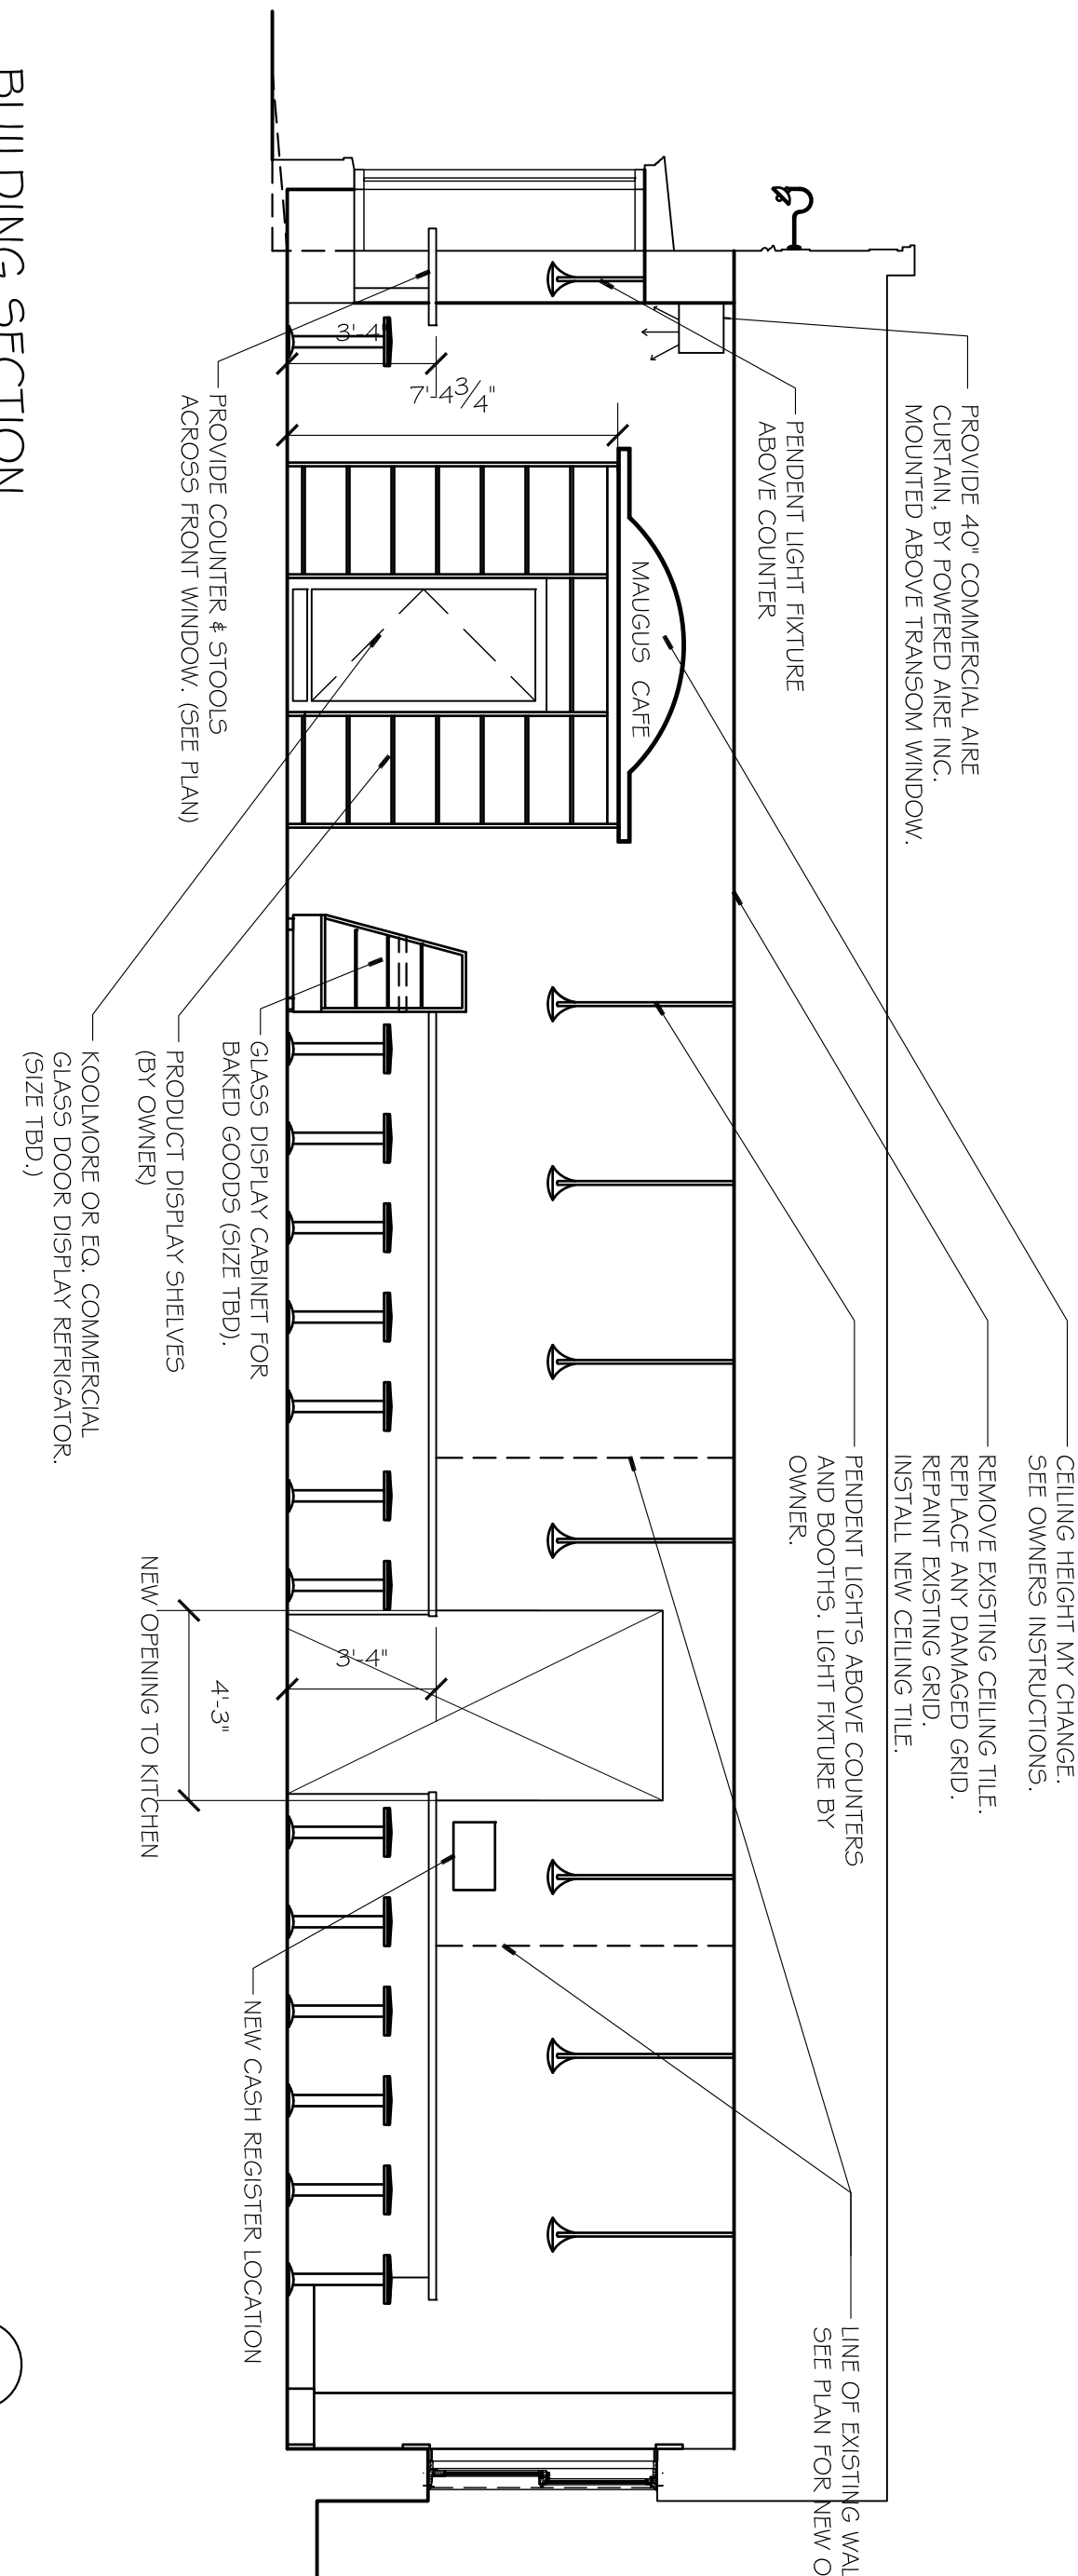 PROVIDE 40" COMMERCIAL AIRE
CURTAIN, BY POWERED AIRE INC.
MOUNTED ABOVE TRANSOM WINDOW.
PENDENT LIGHT FIXTURE
ABOVE COUNTER
CEILING HEIGHT MY CHANGE.
SEE OWNERS INSTRUCTIONS.
REMOVE EXISTING CEILING TILE.
REPLACE ANY DAMAGED GRID.
REPAINT EXISTING GRID.
INSTALL NEW CEILING TILE.
PENDENT LIGHTS ABOVE COUNTERS
AND BOOTHS. LIGHT FIXTURE BY
OWNER.
LINE OF EXISTING
SEE PLAN FOR NEW
MAUGUS CAFE
7'-4 3/4"
3'-4"
3'-4"
4'-3"
PROVIDE COUNTER & STOOLS
ACROSS FRONT WINDOW. (SEE PLAN)
GLASS DISPLAY CABINET FOR
BAKED GOODS (SIZE TBD).
PRODUCT DISPLAY SHELVES
(BY OWNER)
KOOLMORE OR EQ. COMMERCIAL
GLASS DOOR DISPLAY REFRIGATOR.
(SIZE TBD.)
NEW OPENING TO KITCHEN
NEW CASH REGISTER LOCATION
BUILDING SECTION